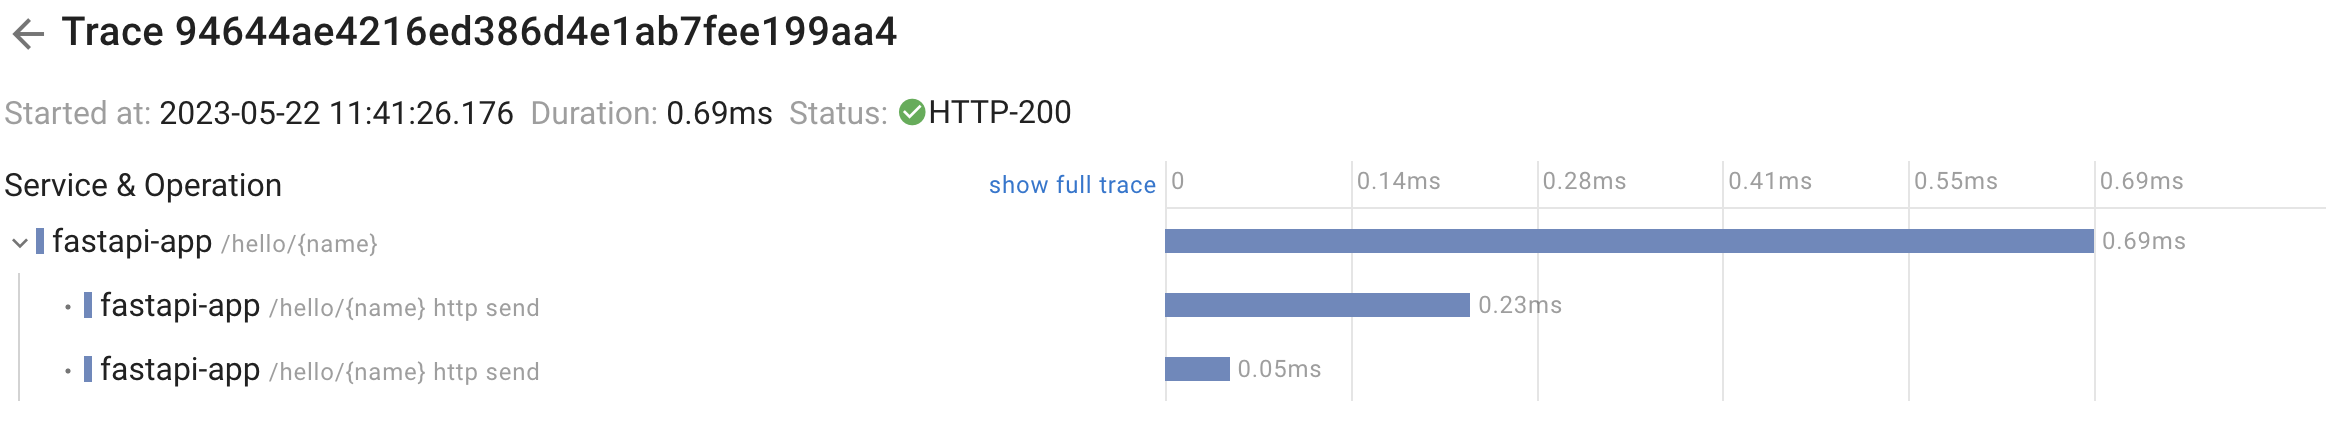 Trace 94644ae4216ed386d4e1ab7fee199aa4
Started at: 2023-05-22 11:41:26.176 Duration: 0.69ms Status: HTTP-200
Service & Operation show full trace 0 0.14ms 0.28ms 0.41ms 0.55ms 0.69ms
fastapi-app /hello/{name} 0.69ms
fastapi-app /hello/{name} http send 0.23ms
fastapi-app /hello/{name} http send 0.05ms